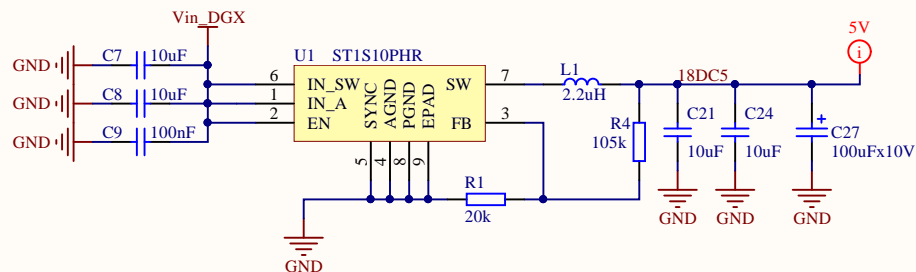 Vin_DGX
5V
i
GND
C7
10uF
GND
C8
10uF
GND
C9
100nF
U1
ST1S10PHR
6
IN_SW
1
IN_A
2
EN
SW
7
FB
3
SYNC
AGND
PGND
EPAD
5
4
8
9
L1
2.2uH
18DC5
R4
105k
C21
10uF
C24
10uF
+
C27
100uFx10V
R1
20k
GND
GND
GND
GND